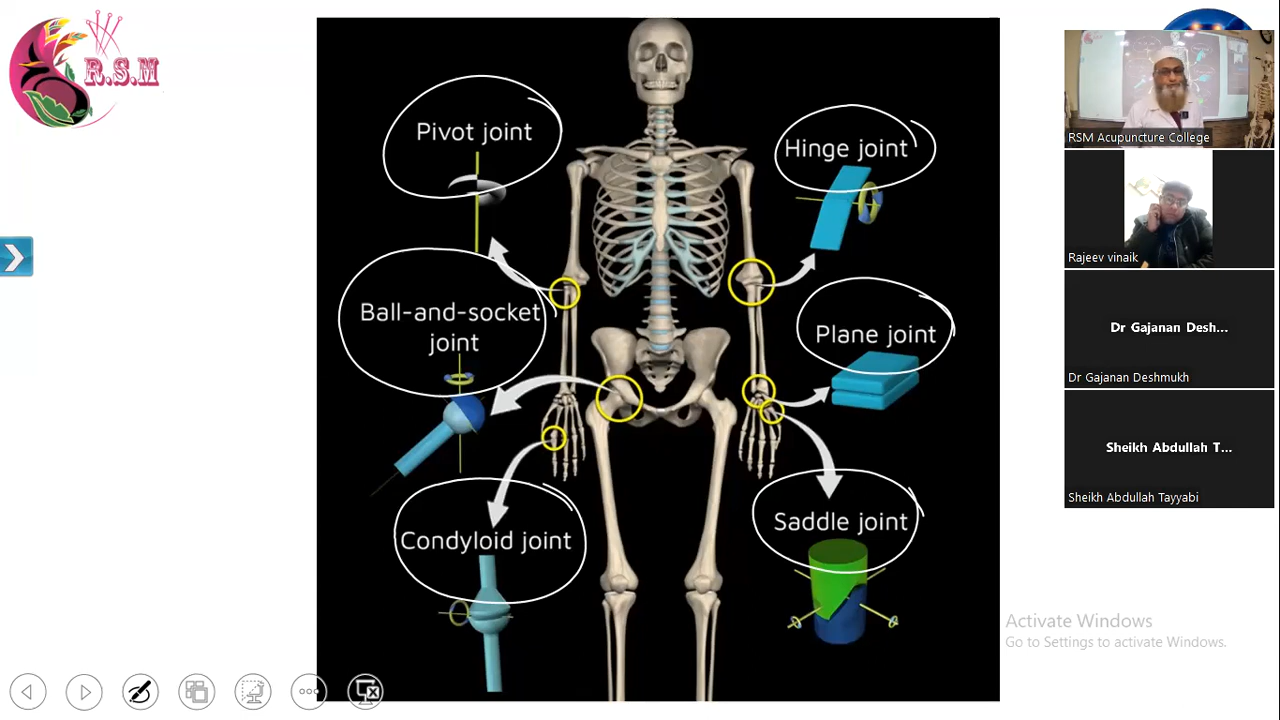 R.S.M
Pivot joint
Hinge joint
Ball-and-socket
joint
Plane joint
Condyloid joint
Saddle joint
RSM Acupuncture College
Rajeev vinaik
Dr Gajanan Desh...
Dr Gajanan Deshmukh
Sheikh Abdullah T...
Sheikh Abdullah Tayyabi
Activate Windows
Go to Settings to activate Windows.